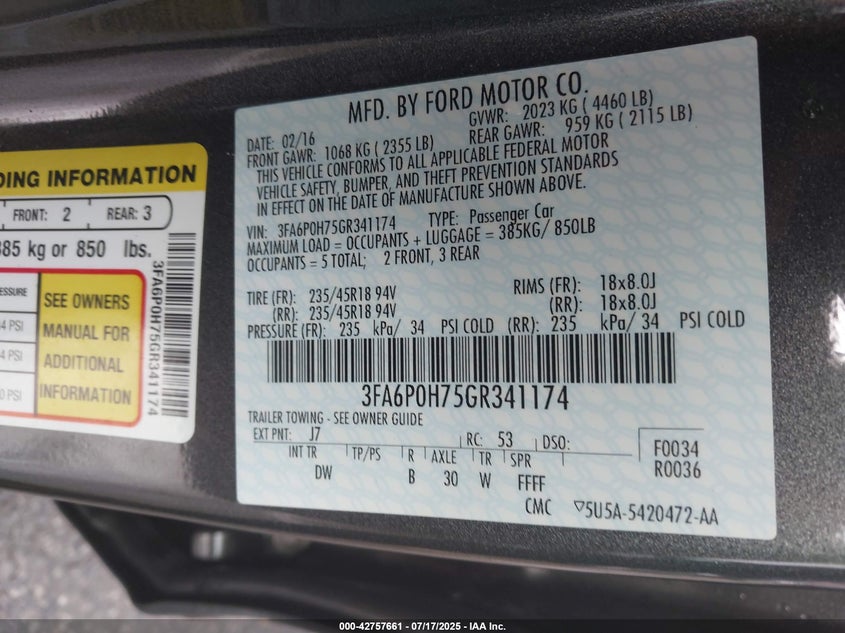 DING INFORMATION
FRONT: 2 REAR: 3
385 kg or 850 lbs.
SEE OWNERS
MANUAL FOR
ADDITIONAL
INFORMATION
PSI
PSI
PSI
3FA6P0H75GR341174
MFD. BY FORD MOTOR CO.
DATE: 02/16 GVWR: 2023 KG ( 4460 LB)
FRONT GAWR: 1068 KG ( 2355 LB) REAR GAWR: 959 KG ( 2115 LB)
THIS VEHICLE CONFORMS TO ALL APPLICABLE FEDERAL MOTOR
VEHICLE SAFETY, BUMPER, AND THEFT PREVENTION STANDARDS
IN EFFECT ON THE DATE OF MANUFACTURE SHOWN ABOVE.
VIN: 3FA6P0H75GR341174 TYPE: Passenger Car
MAXIMUM LOAD = OCCUPANTS + LUGGAGE = 385KG/ 850LB
OCCUPANTS = 5 TOTAL; 2 FRONT, 3 REAR
TIRE (FR): 235/45R18 94V RIMS (FR): 18x8.0J
(RR): 235/45R18 94V (RR): 18x8.0J
PRESSURE (FR): 235 kPa/ 34 PSI COLD (RR): 235 kPa/ 34 PSI COLD
3FA6P0H75GR341174
TRAILER TOWING - SEE OWNER GUIDE
EXT PNT: J7 RC: 53 DSO: F0034
R0036
INT TR TP/PS R AXLE TR SPR
DW B 30 W FFFF
CMC ▽5U5A-5420472-AA
000-42757661 / 07/17/2025 - IAA Inc.